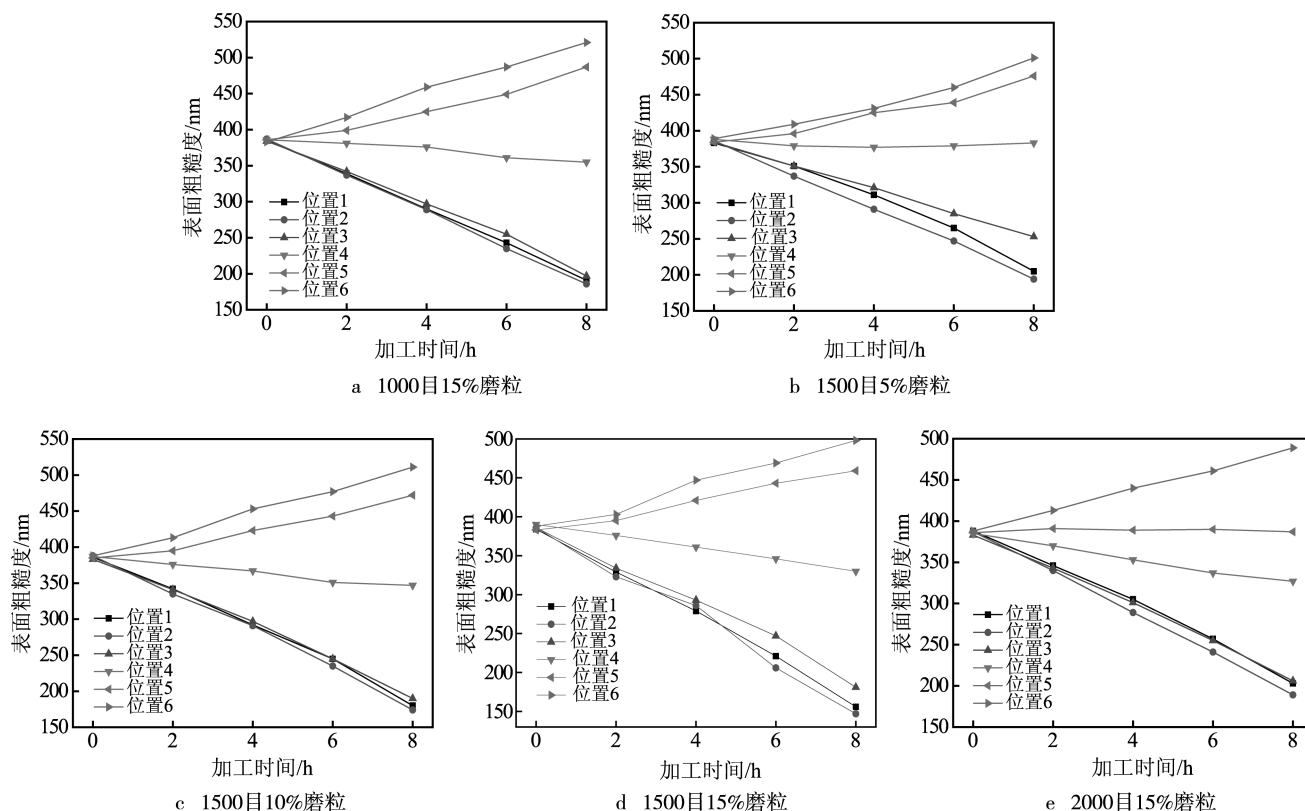 550
500
450
400
350
300
250
200
150
表面粗糙度/nm
位置1
位置2
位置3
位置4
位置5
位置6
0 2 4 6 8
加工时间/h
a 1000目15%磨粒
550
500
450
400
350
300
250
200
150
表面粗糙度/nm
位置1
位置2
位置3
位置4
位置5
位置6
0 2 4 6 8
加工时间/h
b 1500目5%磨粒
550
500
450
400
350
300
250
200
150
表面粗糙度/nm
位置1
位置2
位置3
位置4
位置5
位置6
0 2 4 6 8
加工时间/h
c 1500目10%磨粒
500
450
400
350
300
250
200
150
表面粗糙度/nm
位置1
位置2
位置3
位置4
位置5
位置6
0 2 4 6 8
加工时间/h
d 1500目15%磨粒
500
450
400
350
300
250
200
150
表面粗糙度/nm
位置1
位置2
位置3
位置4
位置5
位置6
0 2 4 6 8
加工时间/h
e 2000目15%磨粒